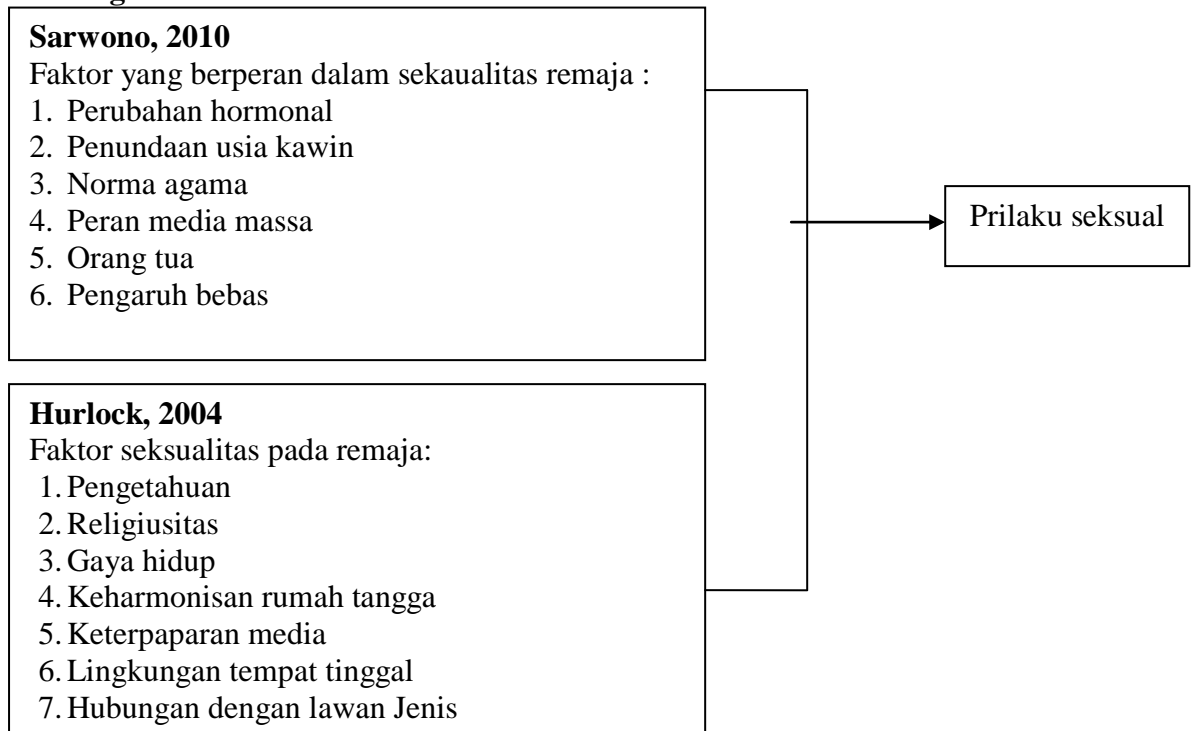 Sarwono, 2010
Faktor yang berperan dalam sekaualitas remaja :
1. Perubahan hormonal
2. Penundaan usia kawin
3. Norma agama
4. Peran media massa
5. Orang tua
6. Pengaruh bebas
Prilaku seksual
Hurlock, 2004
Faktor seksualitas pada remaja:
1. Pengetahuan
2. Religiusitas
3. Gaya hidup
4. Keharmonisan rumah tangga
5. Keterpaparan media
6. Lingkungan tempat tinggal
7. Hubungan dengan lawan Jenis